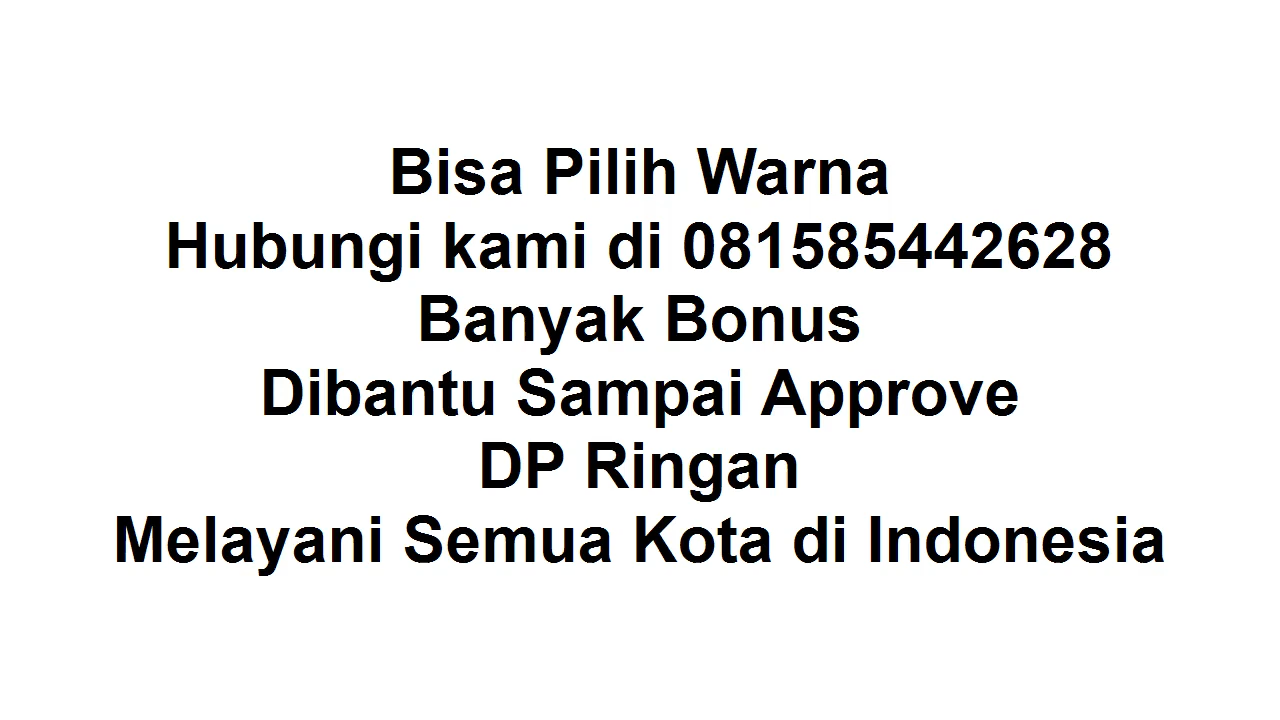 Bisa Pilih Warna
Hubungi kami di 081585442628
Banyak Bonus
Dibantu Sampai Approve
DP Ringan
Melayani Semua Kota di Indonesia